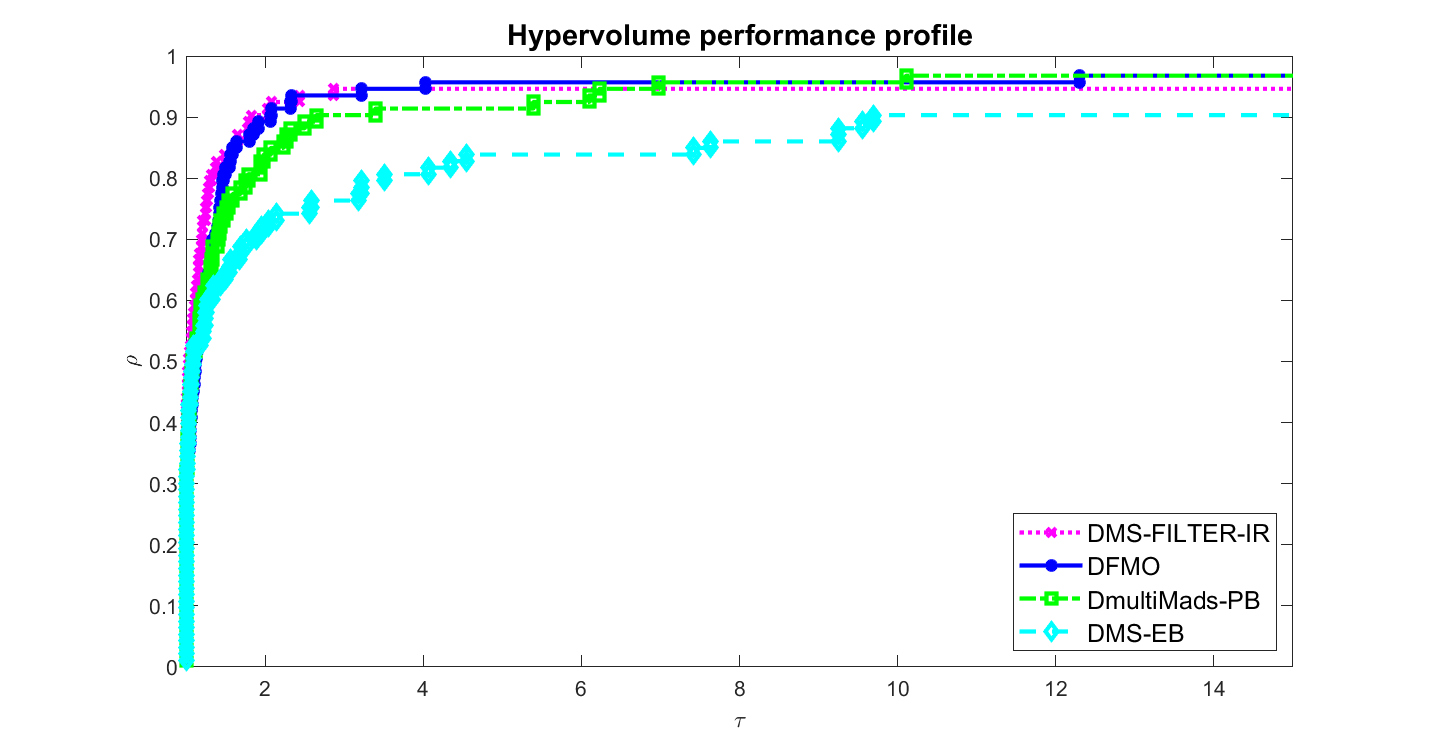 Hypervolume performance profile
1
0.9
0.8
0.7
0.6
0.5
0.4
0.3
0.2
0.1
0
ρ
2 4 6 8 10 12 14
τ
DMS-FILTER-IR
DFMO
DmultiMads-PB
DMS-EB